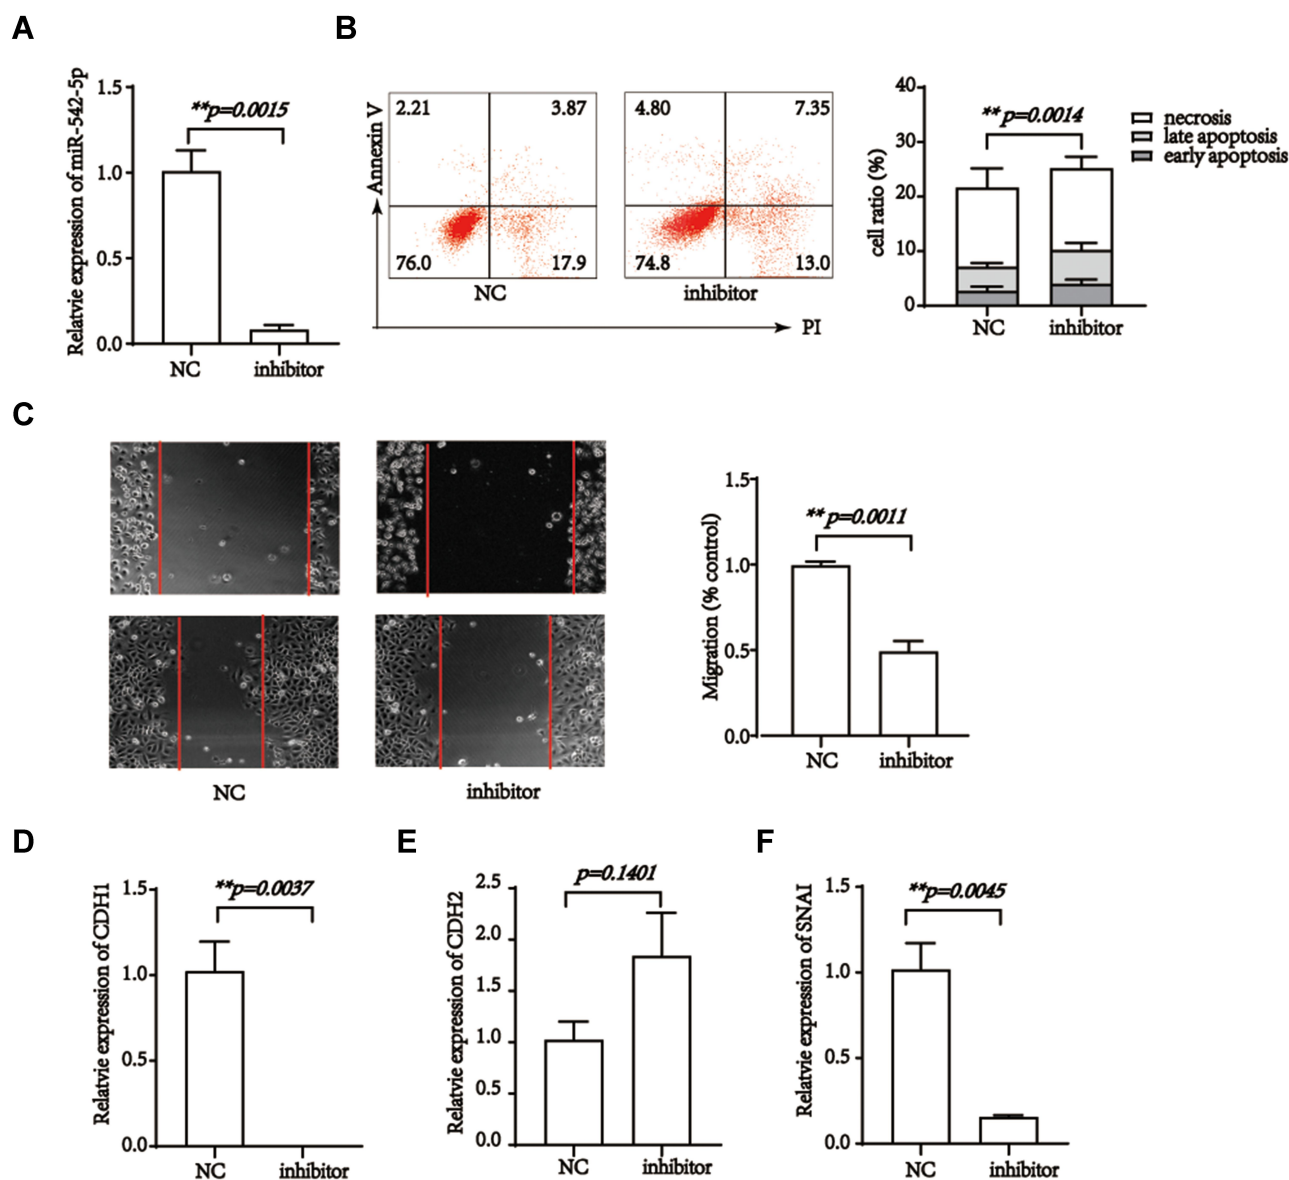 A
Relatvie expression of miR-542-5p
1.5
1.0
0.5
0.0
**p=0.0015
NC
inhibitor
B
Annexin V
2.21
3.87
76.0
17.9
NC
4.80
7.35
74.8
13.0
inhibitor
PI
cell ratio (%)
40
30
20
10
0
** p=0.0014
NC
inhibitor
necrosis
late apoptosis
early apoptosis
C
NC
inhibitor
Migration (% control)
1.5
1.0
0.5
0.0
** p=0.0011
NC
inhibitor
D
Relatvie expression of CDH1
1.5
1.0
0.5
0.0
**p=0.0037
NC
inhibitor
E
Relatvie expression of CDH2
2.5
2.0
1.5
1.0
0.5
0.0
p=0.1401
NC
inhibitor
F
Relatvie expression of SNAI
1.5
1.0
0.5
0.0
**p=0.0045
NC
inhibitor